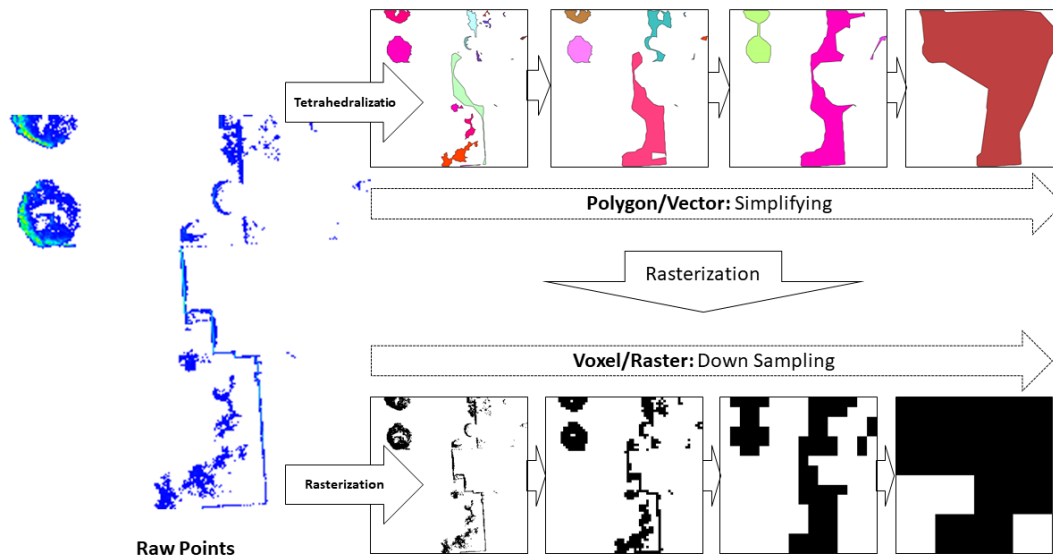 Tetrahedralizatio
Polygon/Vector: Simplifying
Rasterization
Voxel/Raster: Down Sampling
Rasterization
Raw Points